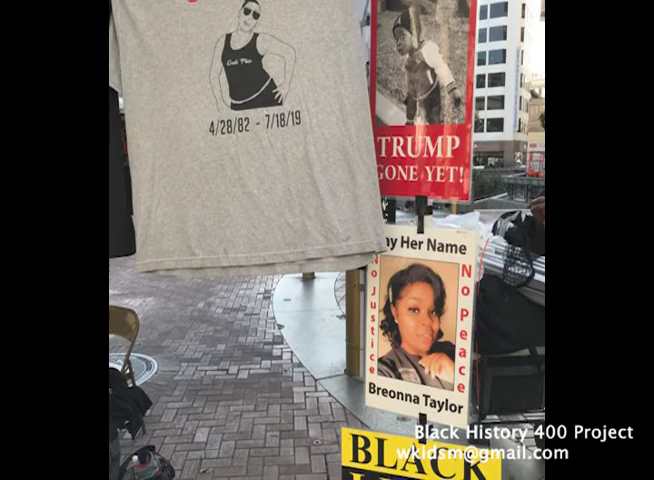 4/28/82 - 7/18/19
TRUMP
GONE YET!
ay Her Name
No Justice
No Peace
Breonna Taylor
BLACK
Black History 400 Project
wkidsm@gmail.com